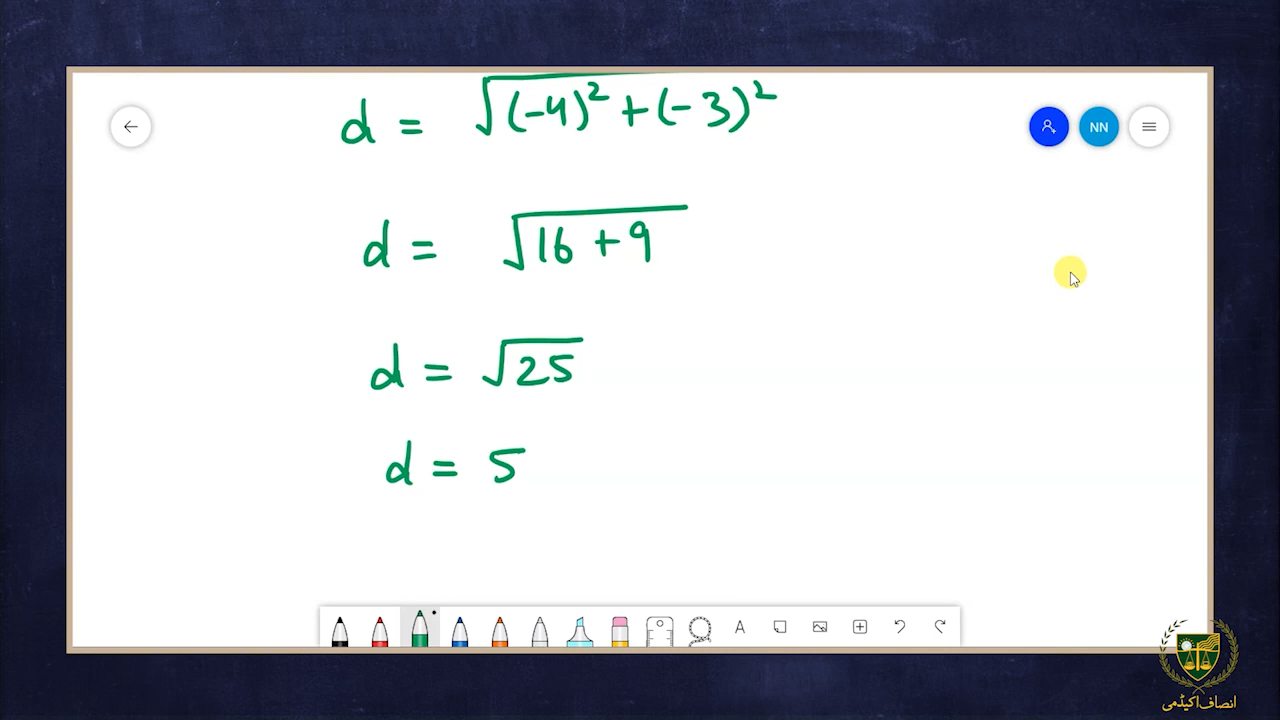 d = √(-4)² + (-3)²
NN
d = √16 + 9
d = √25
d = 5
A
انصاف اکیڈمی